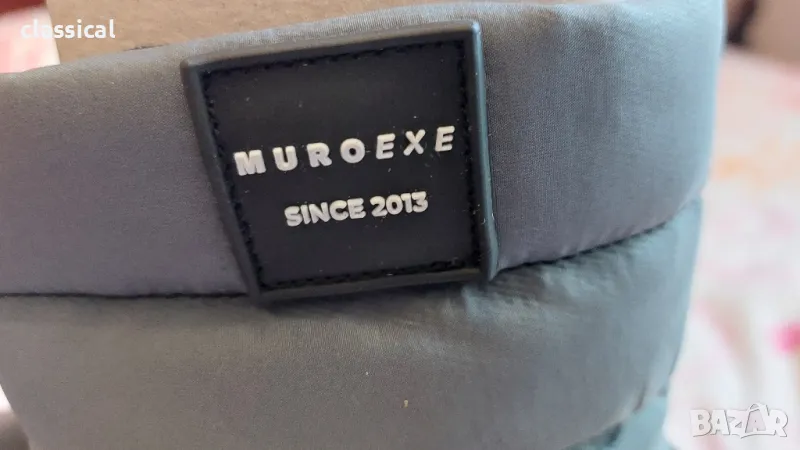 classical
MUROEXE
SINCE 2013
BAZAR